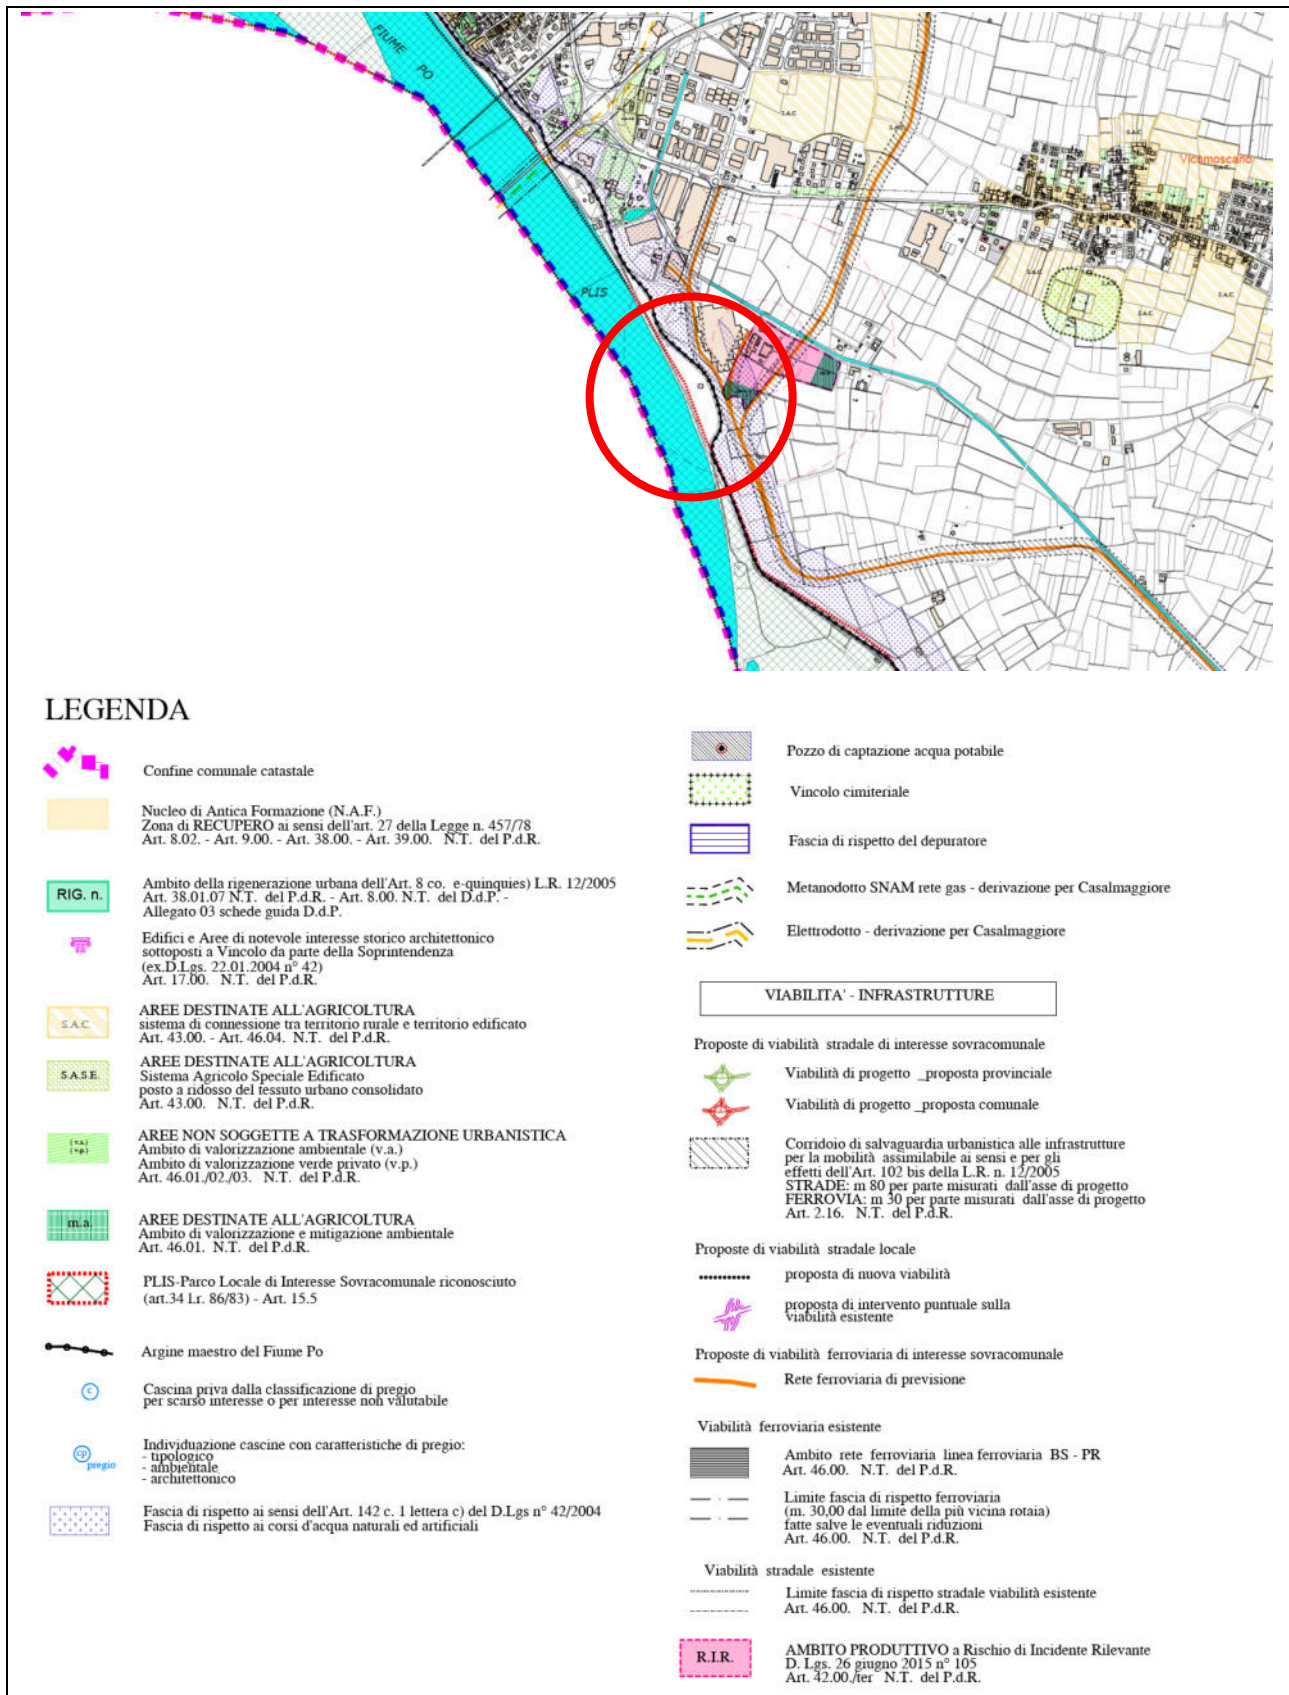 FIUME
PO
PLIS
S.A.C.
S.A.C.
S.A.C.
Vicomoscano
S.A.C.
S.A.C.
S.A.C.
S.A.C.
S.A.C.
LEGENDA
Confine comunale catastale
Nucleo di Antica Formazione (N.A.F.)
Zona di RECUPERO ai sensi dell'art. 27 della Legge n. 457/78
Art. 8.02. - Art. 9.00. - Art. 38.00. - Art. 39.00. N.T. del P.d.R.
RIG. n.
Ambito della rigenerazione urbana dell'Art. 8 co. e-quinquies) L.R. 12/2005
Art. 38.01.07 N.T. del P.d.R. - Art. 8.00. N.T. del D.d.P. -
Allegato 03 schede guida D.d.P.
Edifici e Aree di notevole interesse storico architettonico
sottoposti a Vincolo da parte della Soprintendenza
(ex.D.Lgs. 22.01.2004 n° 42)
Art. 17.00. N.T. del P.d.R.
S.A.C.
AREE DESTINATE ALL'AGRICOLTURA
sistema di connessione tra territorio rurale e territorio edificato
Art. 43.00. - Art. 46.04. N.T. del P.d.R.
S.A.S.E.
AREE DESTINATE ALL'AGRICOLTURA
Sistema Agricolo Speciale Edificato
posto a ridosso del tessuto urbano consolidato
Art. 43.00. N.T. del P.d.R.
(v.a.)
(v.p.)
AREE NON SOGGETTE A TRASFORMAZIONE URBANISTICA
Ambito di valorizzazione ambientale (v.a.)
Ambito di valorizzazione verde privato (v.p.)
Art. 46.01./02./03. N.T. del P.d.R.
m.a.
AREE DESTINATE ALL'AGRICOLTURA
Ambito di valorizzazione e mitigazione ambientale
Art. 46.01. N.T. del P.d.R.
PLIS-Parco Locale di Interesse Sovracomunale riconosciuto
(art.34 l.r. 86/83) - Art. 15.5
Argine maestro del Fiume Po
c
Cascina priva dalla classificazione di pregio
per scarso interesse o per interesse non valutabile
cp
pregio
Individuazione cascine con caratteristiche di pregio:
- tipologico
- ambientale
- architettonico
Fascia di rispetto ai sensi dell'Art. 142 c. 1 lettera c) del D.Lgs n° 42/2004
Fascia di rispetto ai corsi d'acqua naturali ed artificiali
Pozzo di captazione acqua potabile
Vincolo cimiteriale
Fascia di rispetto del depuratore
Metanodotto SNAM rete gas - derivazione per Casalmaggiore
Elettrodotto - derivazione per Casalmaggiore
VIABILITA' - INFRASTRUTTURE
Proposte di viabilità stradale di interesse sovracomunale
Viabilità di progetto _proposta provinciale
Viabilità di progetto _proposta comunale
Corridoio di salvaguardia urbanistica alle infrastrutture
per la mobilità assimilabile ai sensi e per gli
effetti dell'Art. 102 bis della L.R. n. 12/2005
STRADE: m 80 per parte misurati dall'asse di progetto
FERROVIA: m 30 per parte misurati dall'asse di progetto
Art. 2.16. N.T. del P.d.R.
Proposte di viabilità stradale locale
proposta di nuova viabilità
proposta di intervento puntuale sulla
viabilità esistente
Proposte di viabilità ferroviaria di interesse sovracomunale
Rete ferroviaria di previsione
Viabilità ferroviaria esistente
Ambito rete ferroviaria linea ferroviaria BS - PR
Art. 46.00. N.T. del P.d.R.
Limite fascia di rispetto ferroviaria
(m. 30,00 dal limite della più vicina rotaia)
fatte salve le eventuali riduzioni
Art. 46.00. N.T. del P.d.R.
Viabilità stradale esistente
Limite fascia di rispetto stradale viabilità esistente
Art. 46.00. N.T. del P.d.R.
R.I.R.
AMBITO PRODUTTIVO a Rischio di Incidente Rilevante
D. Lgs. 26 giugno 2015 n° 105
Art. 42.00./ter N.T. del P.d.R.